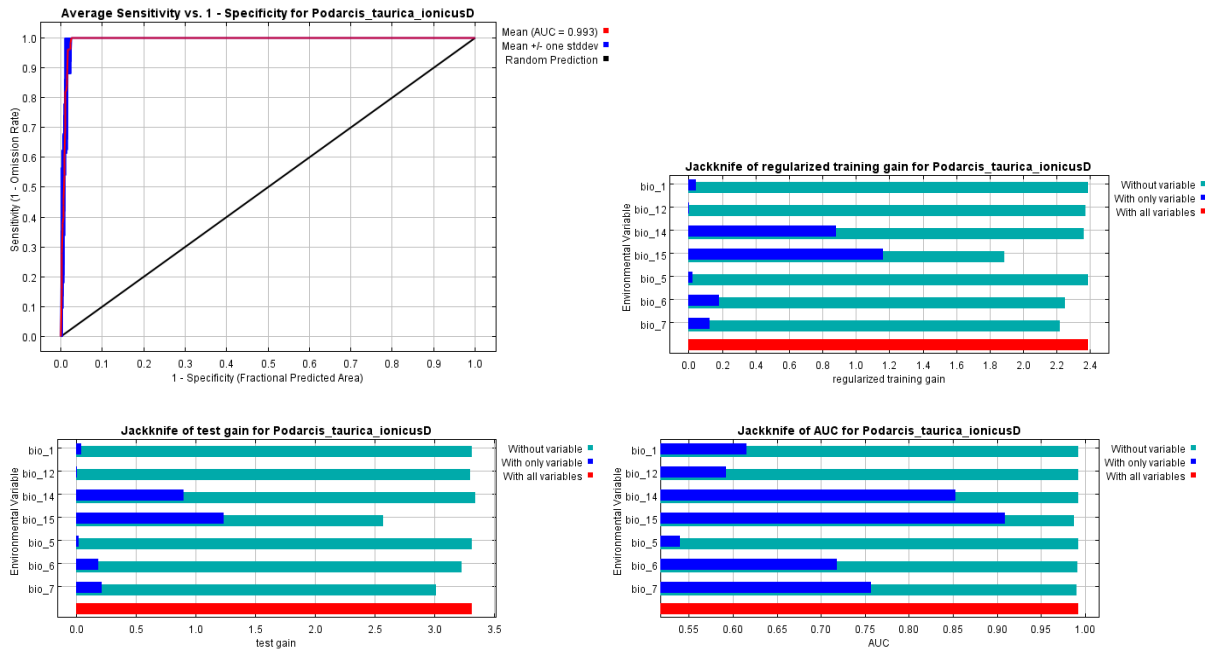 Average Sensitivity vs. 1 - Specificity for Podarcis_taurica_ionicusD
Mean (AUC = 0.993)
Mean +/- one stddev
Random Prediction
Sensitivity (1 - Omission Rate)
1.0
0.9
0.8
0.7
0.6
0.5
0.4
0.3
0.2
0.1
0.0
0.0 0.1 0.2 0.3 0.4 0.5 0.6 0.7 0.8 0.9 1.0
1 - Specificity (Fractional Predicted Area)
Jackknife of regularized training gain for Podarcis_taurica_ionicusD
Environmental Variable
bio_1
bio_12
bio_14
bio_15
bio_5
bio_6
bio_7
Without variable
With only variable
With all variables
0.0 0.2 0.4 0.6 0.8 1.0 1.2 1.4 1.6 1.8 2.0 2.2 2.4
regularized training gain
Jackknife of test gain for Podarcis_taurica_ionicusD
Environmental Variable
bio_1
bio_12
bio_14
bio_15
bio_5
bio_6
bio_7
Without variable
With only variable
With all variables
0.0 0.5 1.0 1.5 2.0 2.5 3.0 3.5
test gain
Jackknife of AUC for Podarcis_taurica_ionicusD
Environmental Variable
bio_1
bio_12
bio_14
bio_15
bio_5
bio_6
bio_7
Without variable
With only variable
With all variables
0.55 0.60 0.65 0.70 0.75 0.80 0.85 0.90 0.95 1.00
AUC